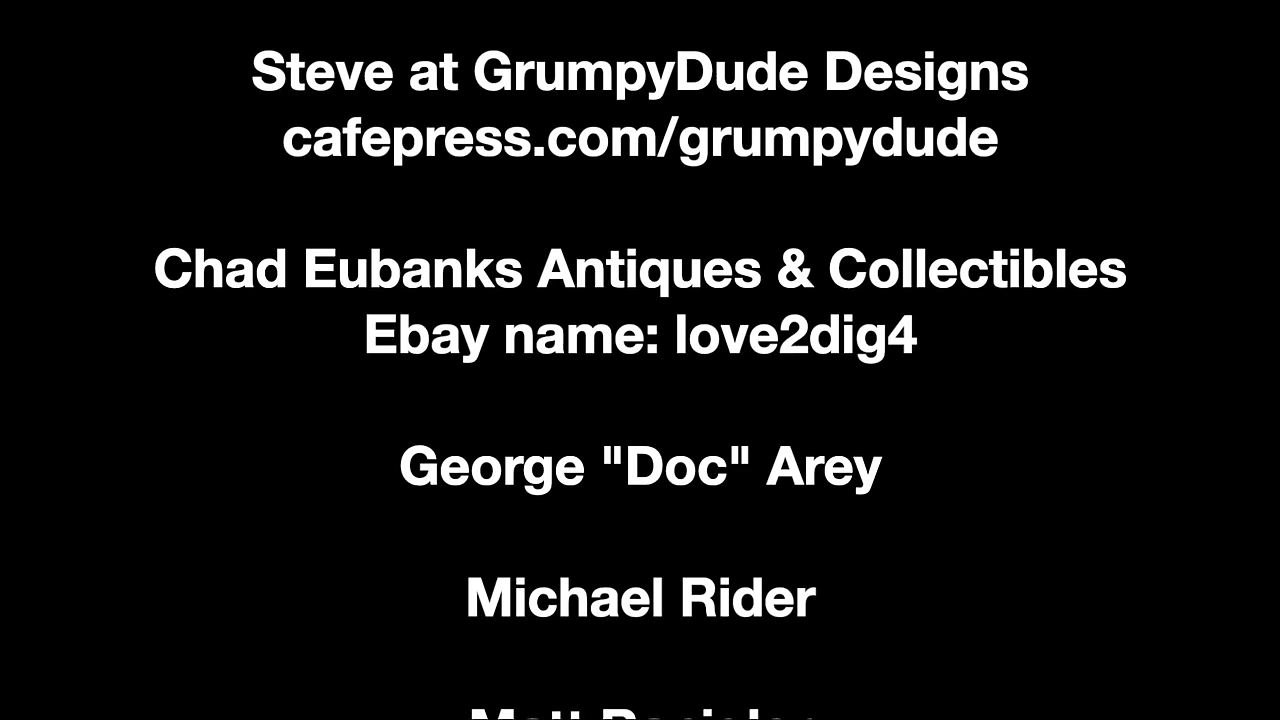 Steve at GrumpyDude Designs
cafepress.com/grumpydude
Chad Eubanks Antiques & Collectibles
Ebay name: love2dig4
George "Doc" Arey
Michael Rider
Matt